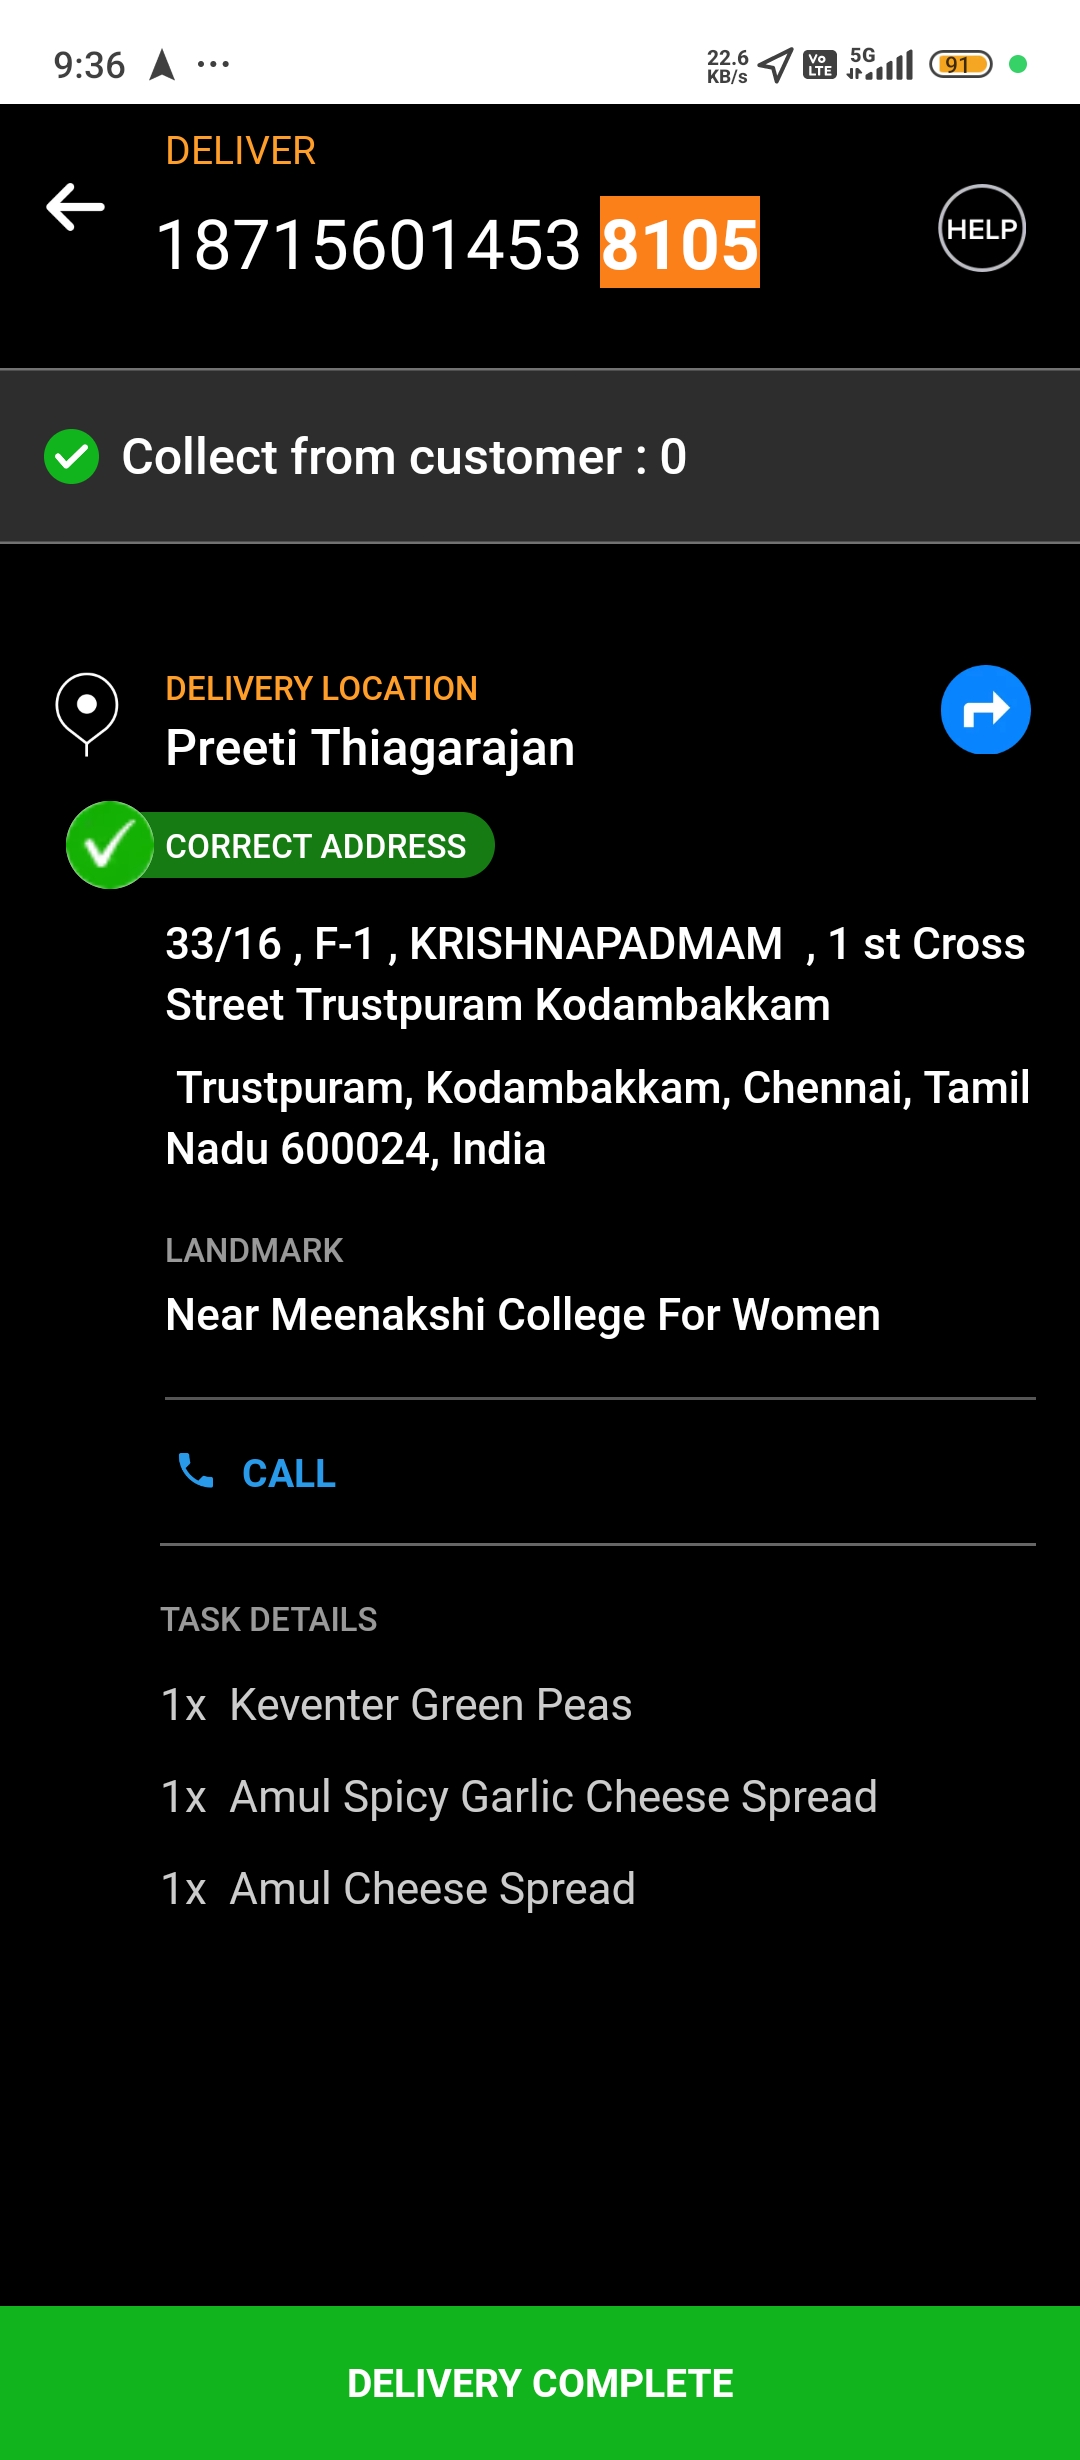 9:36 ...
22.6 KB/s Vo LTE 5G 91
DELIVER
18715601453 8105
HELP
Collect from customer : 0
DELIVERY LOCATION
Preeti Thiagarajan
CORRECT ADDRESS
33/16 , F-1 , KRISHNAPADMAM  , 1 st Cross
Street Trustpuram Kodambakkam
Trustpuram, Kodambakkam, Chennai, Tamil
Nadu 600024, India
LANDMARK
Near Meenakshi College For Women
CALL
TASK DETAILS
1x  Keventer Green Peas
1x  Amul Spicy Garlic Cheese Spread
1x  Amul Cheese Spread
DELIVERY COMPLETE